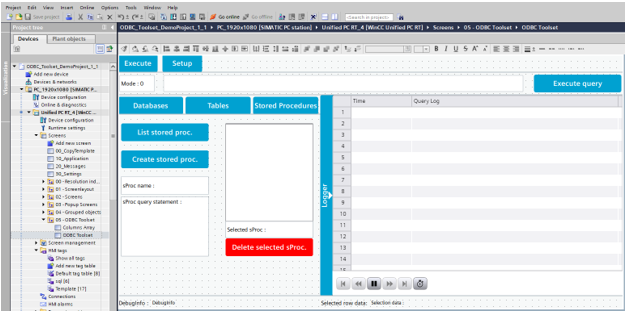 Project Edit View Insert Online Options Tools Window Help
Save project Go online Go offline Search in project
Project tree ODBC_Toolset_DemoProject_1_1 ▸ PC_1920x1080 [SIMATIC PC station] ▸ Unified PC RT_4 [WinCC Unified PC RT] ▸ Screens ▸ 05 - ODBC Toolset ▸ ODBC Toolset
Devices Plant objects
Visualization
ODBC_Toolset_DemoProject_1_1
Add new device
Devices & networks
PC_1920x1080 [SIMATIC P...
Device configuration
Online & diagnostics
Unified PC RT_4 [WinCC ...
Device configuration
Runtime settings
Screens
Add new screen
00_CopyTemplate
10_Application
20_Messages
30_Settings
00 - Resolution ind...
01 - Screenlayout
02 - Screens
03 - Popup Screens
04 - Grouped objects
05 - ODBC Toolset
Columns Array
ODBC Toolset
Screen management
HMI tags
Show all tags
Add new tag table
Default tag table [8]
sql [6]
Template [17]
Connections
HMI alarms
Execute Setup
Mode : 0 Execute query
Databases Tables Stored Procedures
List stored proc.
Create stored proc.
sProc name :
sProc query statement :
Selected sProc :
Delete selected sProc.
Logger
Time Query Log
1
2
3
4
5
6
7
8
9
10
11
12
13
14
15
DebugInfo : DebugInfo Selected row data: Selection data :